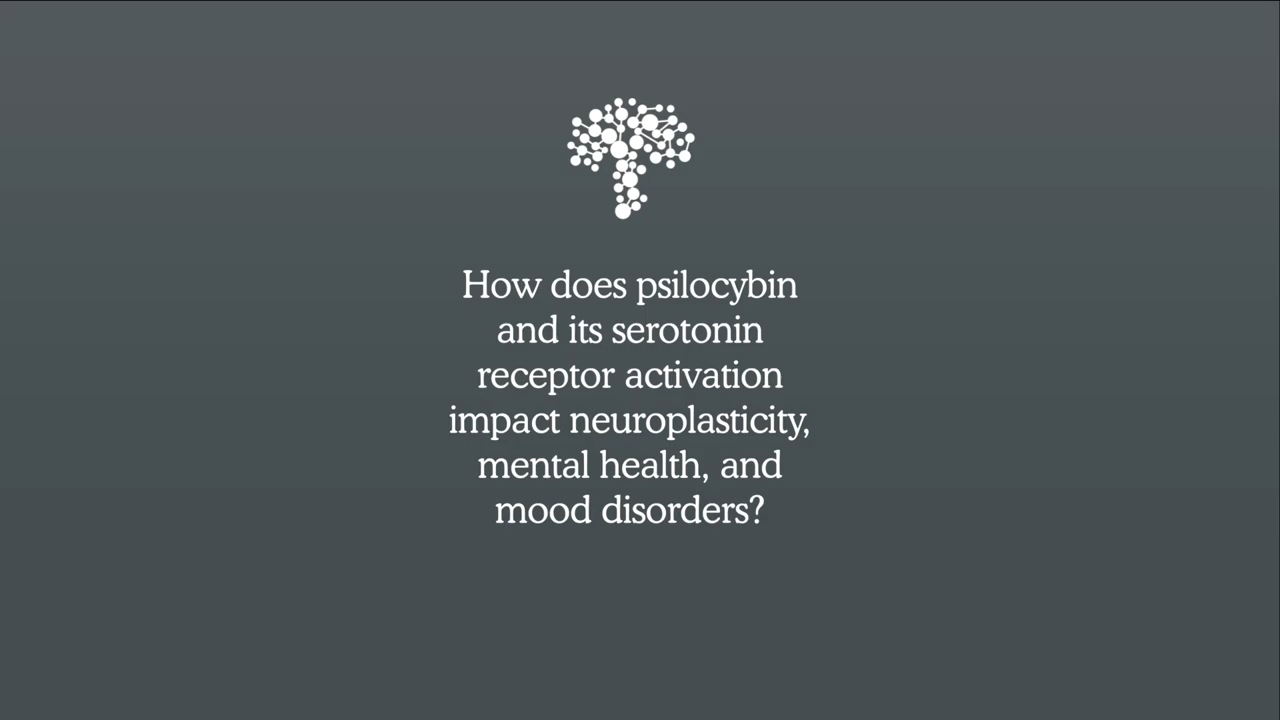 How does psilocybin
and its serotonin
receptor activation
impact neuroplasticity,
mental health, and
mood disorders?